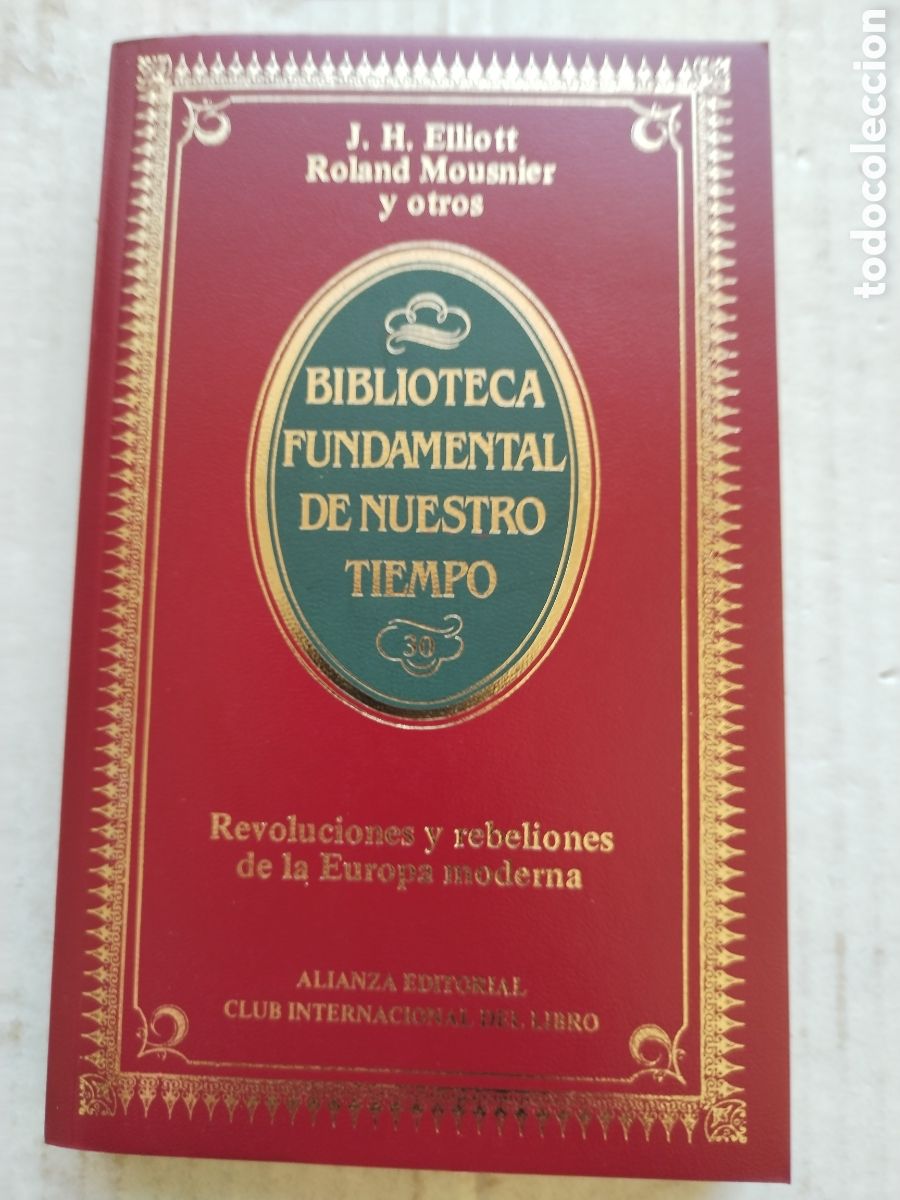 J. H. Elliott
Roland Mousnier
y otros
BIBLIOTECA
FUNDAMENTAL
DE NUESTRO
TIEMPO
30
Revoluciones y rebeliones
de la Europa moderna
ALIANZA EDITORIAL
CLUB INTERNACIONAL DEL LIBRO
todocoleccion